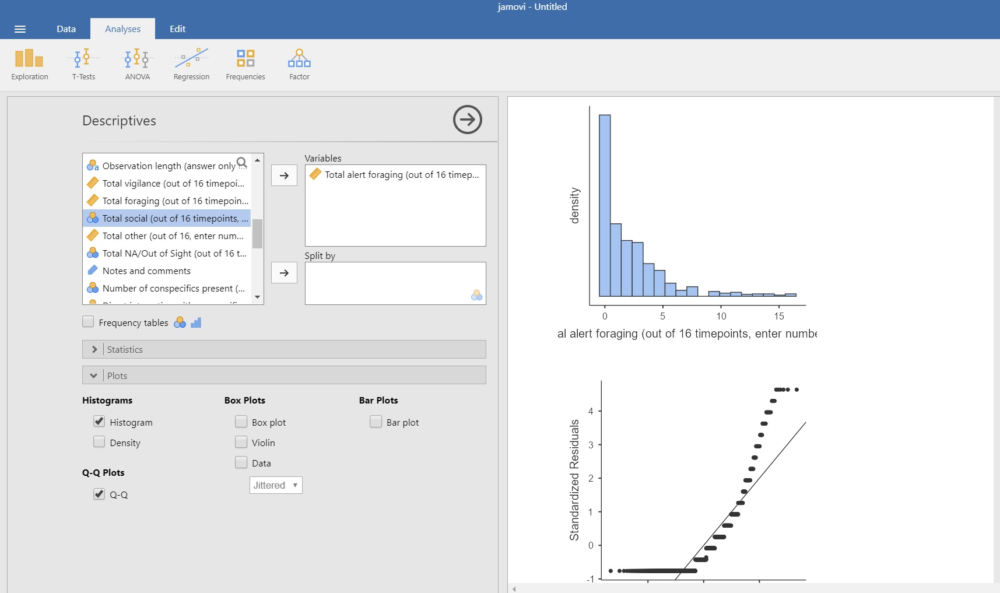 jamovi - Untitled
Data
Analyses
Edit
Exploration
T-Tests
ANOVA
Regression
Frequencies
Factor
Descriptives
Observation length (answer only ...
Total vigilance (out of 16 timepoi...
Total foraging (out of 16 timepoin...
Total social (out of 16 timepoints, ...
Total other (out of 16, enter num...
Total NA/Out of Sight (out of 16 t...
Notes and comments
Number of conspecifics present (...
Variables
Total alert foraging (out of 16 timep...
Split by
Frequency tables
Statistics
Plots
Histograms
Histogram
Density
Q-Q Plots
Q-Q
Box Plots
Box plot
Violin
Data
Jittered
Bar Plots
Bar plot
density
0 5 10 15
al alert foraging (out of 16 timepoints, enter numbe
Standardized Residuals
4
3
2
1
0
-1